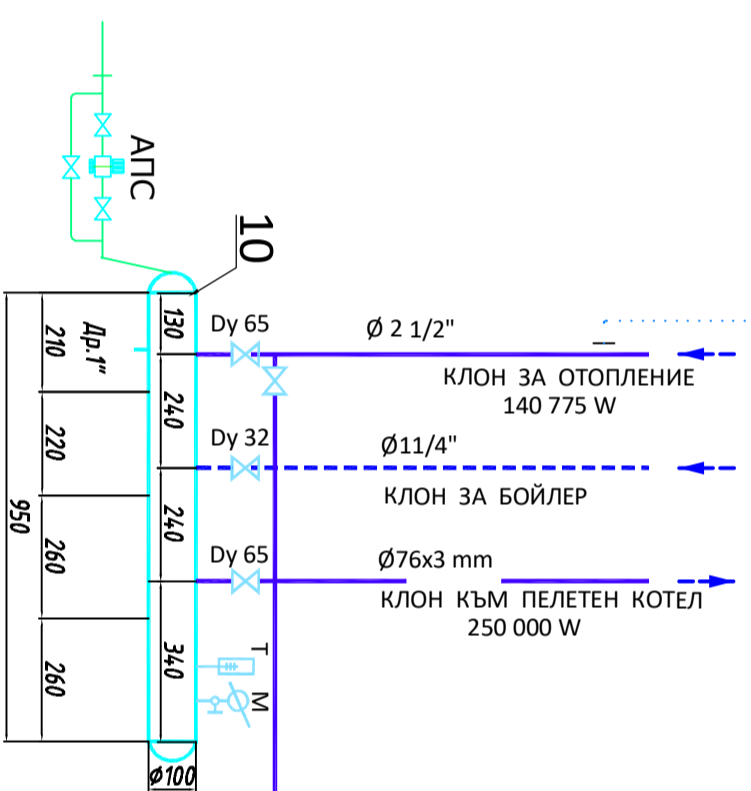 АПС
10
Dy 65
Ø 2 1/2"
КЛОН ЗА ОТОПЛЕНИЕ
140 775 W
Dy 32
Ø11/4"
КЛОН ЗА БОЙЛЕР
Dy 65
Ø76x3 mm
КЛОН КЪМ ПЕЛЕТЕН КОТЕЛ
250 000 W
130
240
240
340
Др.1"
210
220
260
260
950
T
M
Ø100